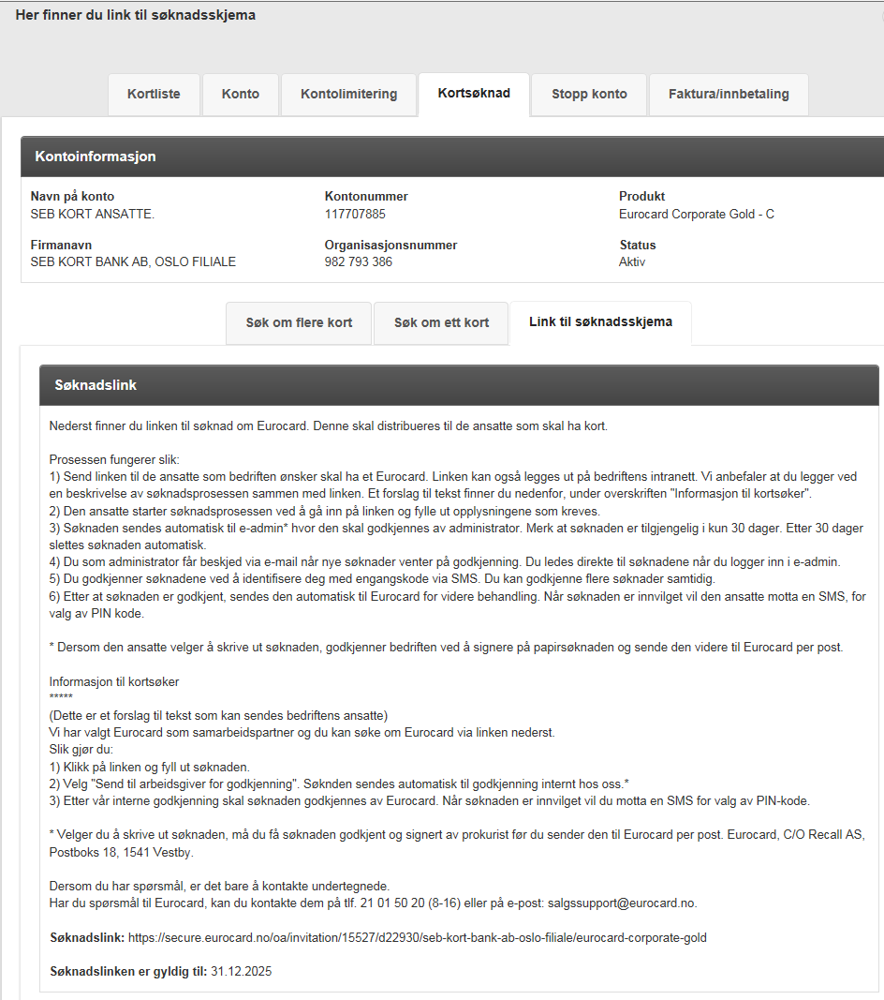 Her finner du link til søknadsskjema
Kortliste
Konto
Kontolimitering
Kortsøknad
Stopp konto
Faktura/innbetaling
Kontoinformasjon
Navn på konto
Kontonummer
Produkt
SEB KORT ANSATTE.
117707885
Eurocard Corporate Gold - C
Firmanavn
Organisasjonsnummer
Status
SEB KORT BANK AB, OSLO FILIALE
982 793 386
Aktiv
Søk om flere kort
Søk om ett kort
Link til søknadsskjema
Søknadslink
Nederst finner du linken til søknad om Eurocard. Denne skal distribueres til de ansatte som skal ha kort.
Prosessen fungerer slik:
1) Send linken til de ansatte som bedriften ønsker skal ha et Eurocard. Linken kan også legges ut på bedriftens intranett. Vi anbefaler at du legger ved
en beskrivelse av søknadsprosessen sammen med linken. Et forslag til tekst finner du nedenfor, under overskriften "Informasjon til kortsøker".
2) Den ansatte starter søknadsprosessen ved å gå inn på linken og fylle ut opplysningene som kreves.
3) Søknaden sendes automatisk til e-admin* hvor den skal godkjennes av administrator. Merk at søknaden er tilgjengelig i kun 30 dager. Etter 30 dager
slettes søknaden automatisk.
4) Du som administrator får beskjed via e-mail når nye søknader venter på godkjenning. Du ledes direkte til søknadene når du logger inn i e-admin.
5) Du godkjenner søknadene ved å identifisere deg med engangskode via SMS. Du kan godkjenne flere søknader samtidig.
6) Etter at søknaden er godkjent, sendes den automatisk til Eurocard for videre behandling. Når søknaden er innvilget vil den ansatte motta en SMS, for
valg av PIN kode.
* Dersom den ansatte velger å skrive ut søknaden, godkjenner bedriften ved å signere på papirsøknaden og sende den videre til Eurocard per post.
Informasjon til kortsøker
*****
(Dette er et forslag til tekst som kan sendes bedriftens ansatte)
Vi har valgt Eurocard som samarbeidspartner og du kan søke om Eurocard via linken nederst.
Slik gjør du:
1) Klikk på linken og fyll ut søknaden.
2) Velg "Send til arbeidsgiver for godkjenning". Søknden sendes automatisk til godkjenning internt hos oss.*
3) Etter vår interne godkjenning skal søknaden godkjennes av Eurocard. Når søknaden er innvilget vil du motta en SMS for valg av PIN-kode.
* Velger du å skrive ut søknaden, må du få søknaden godkjent og signert av prokurist før du sender den til Eurocard per post. Eurocard, C/O Recall AS,
Postboks 18, 1541 Vestby.
Dersom du har spørsmål, er det bare å kontakte undertegnede.
Har du spørsmål til Eurocard, kan du kontakte dem på tlf. 21 01 50 20 (8-16) eller på e-post: salgssupport@eurocard.no.
Søknadslink: https://secure.eurocard.no/oa/invitation/15527/d22930/seb-kort-bank-ab-oslo-filiale/eurocard-corporate-gold
Søknadslinken er gyldig til: 31.12.2025